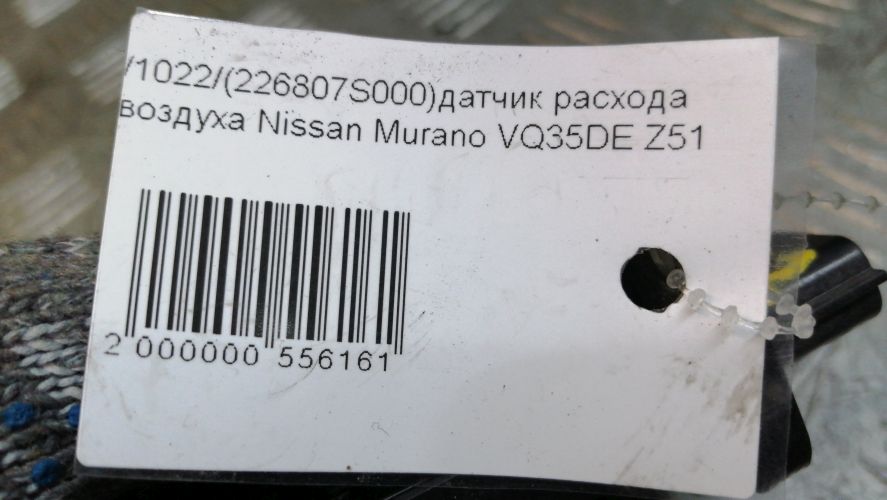 /1022/(226807S000)датчик расхода
воздуха Nissan Murano VQ35DE Z51
2 000000 556161